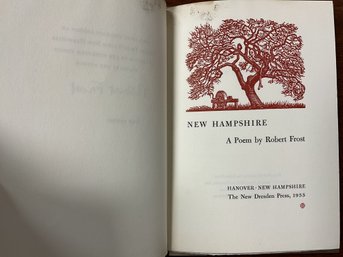 NEW HAMPSHIRE
A Poem by Robert Frost
HANOVER · NEW HAMPSHIRE
The New Dresden Press, 1955